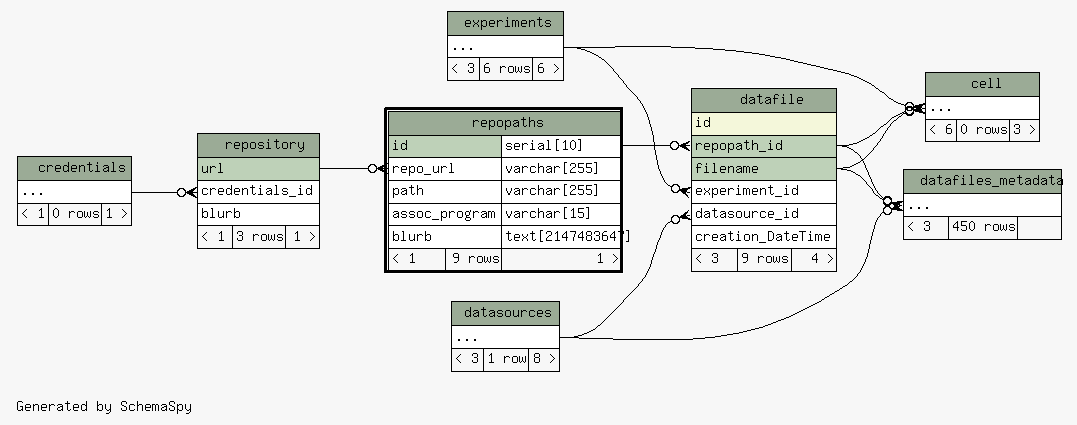 experiments
...
< 3 6 rows 6 >
cell
...
< 6 0 rows 3 >
datafile
id
repopath_id
filename
experiment_id
datasource_id
creation_DateTime
< 3 9 rows 4 >
repopaths
id serial[10]
repo_url varchar[255]
path varchar[255]
assoc_program varchar[15]
blurb text[2147483647]
< 1 9 rows 1 >
repository
url
credentials_id
blurb
< 1 3 rows 1 >
credentials
...
< 1 0 rows 1 >
datafiles_metadata
...
< 3 450 rows
datasources
...
< 3 1 row 8 >
Generated by SchemaSpy